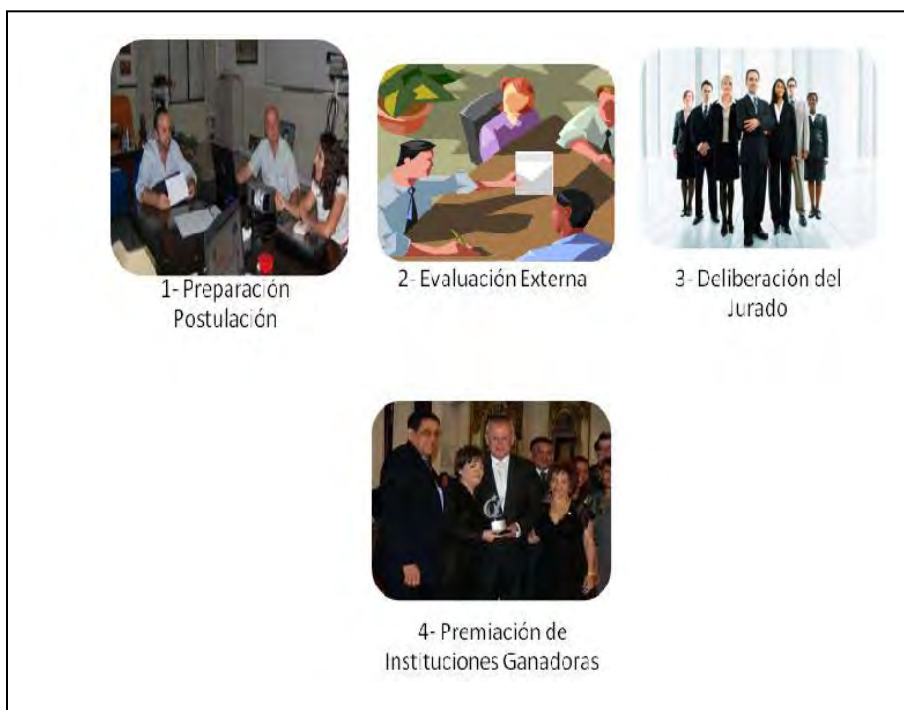 1- Preparación
Postulación
2- Evaluación Externa
3- Deliberación del
Jurado
4- Premiación de
Instituciones Ganadoras